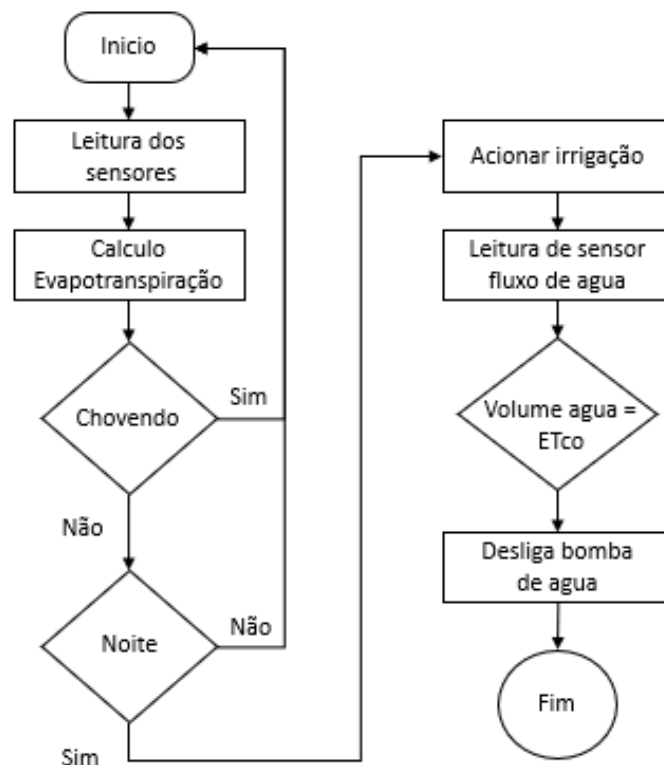 Inicio
Leitura dos
sensores
Calculo
Evapotranspiração
Chovendo
Sim
Não
Noite
Não
Sim
Acionar irrigação
Leitura de sensor
fluxo de agua
Volume agua =
ETco
Desliga bomba
de agua
Fim